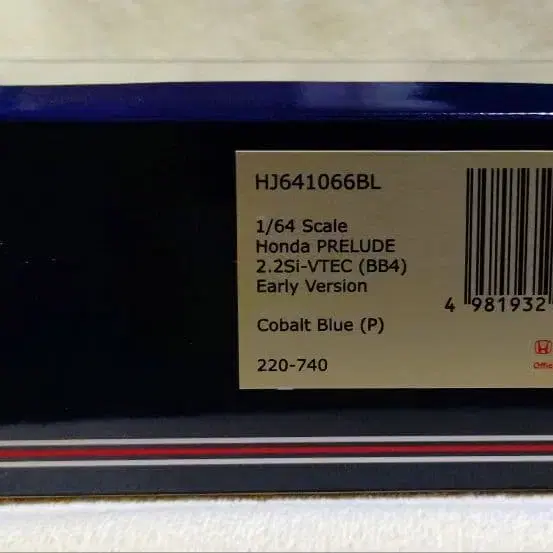 HJ641066BL
1/64 Scale
Honda PRELUDE
2.2Si-VTEC (BB4)
Early Version
4 981932
Cobalt Blue (P)
220-740